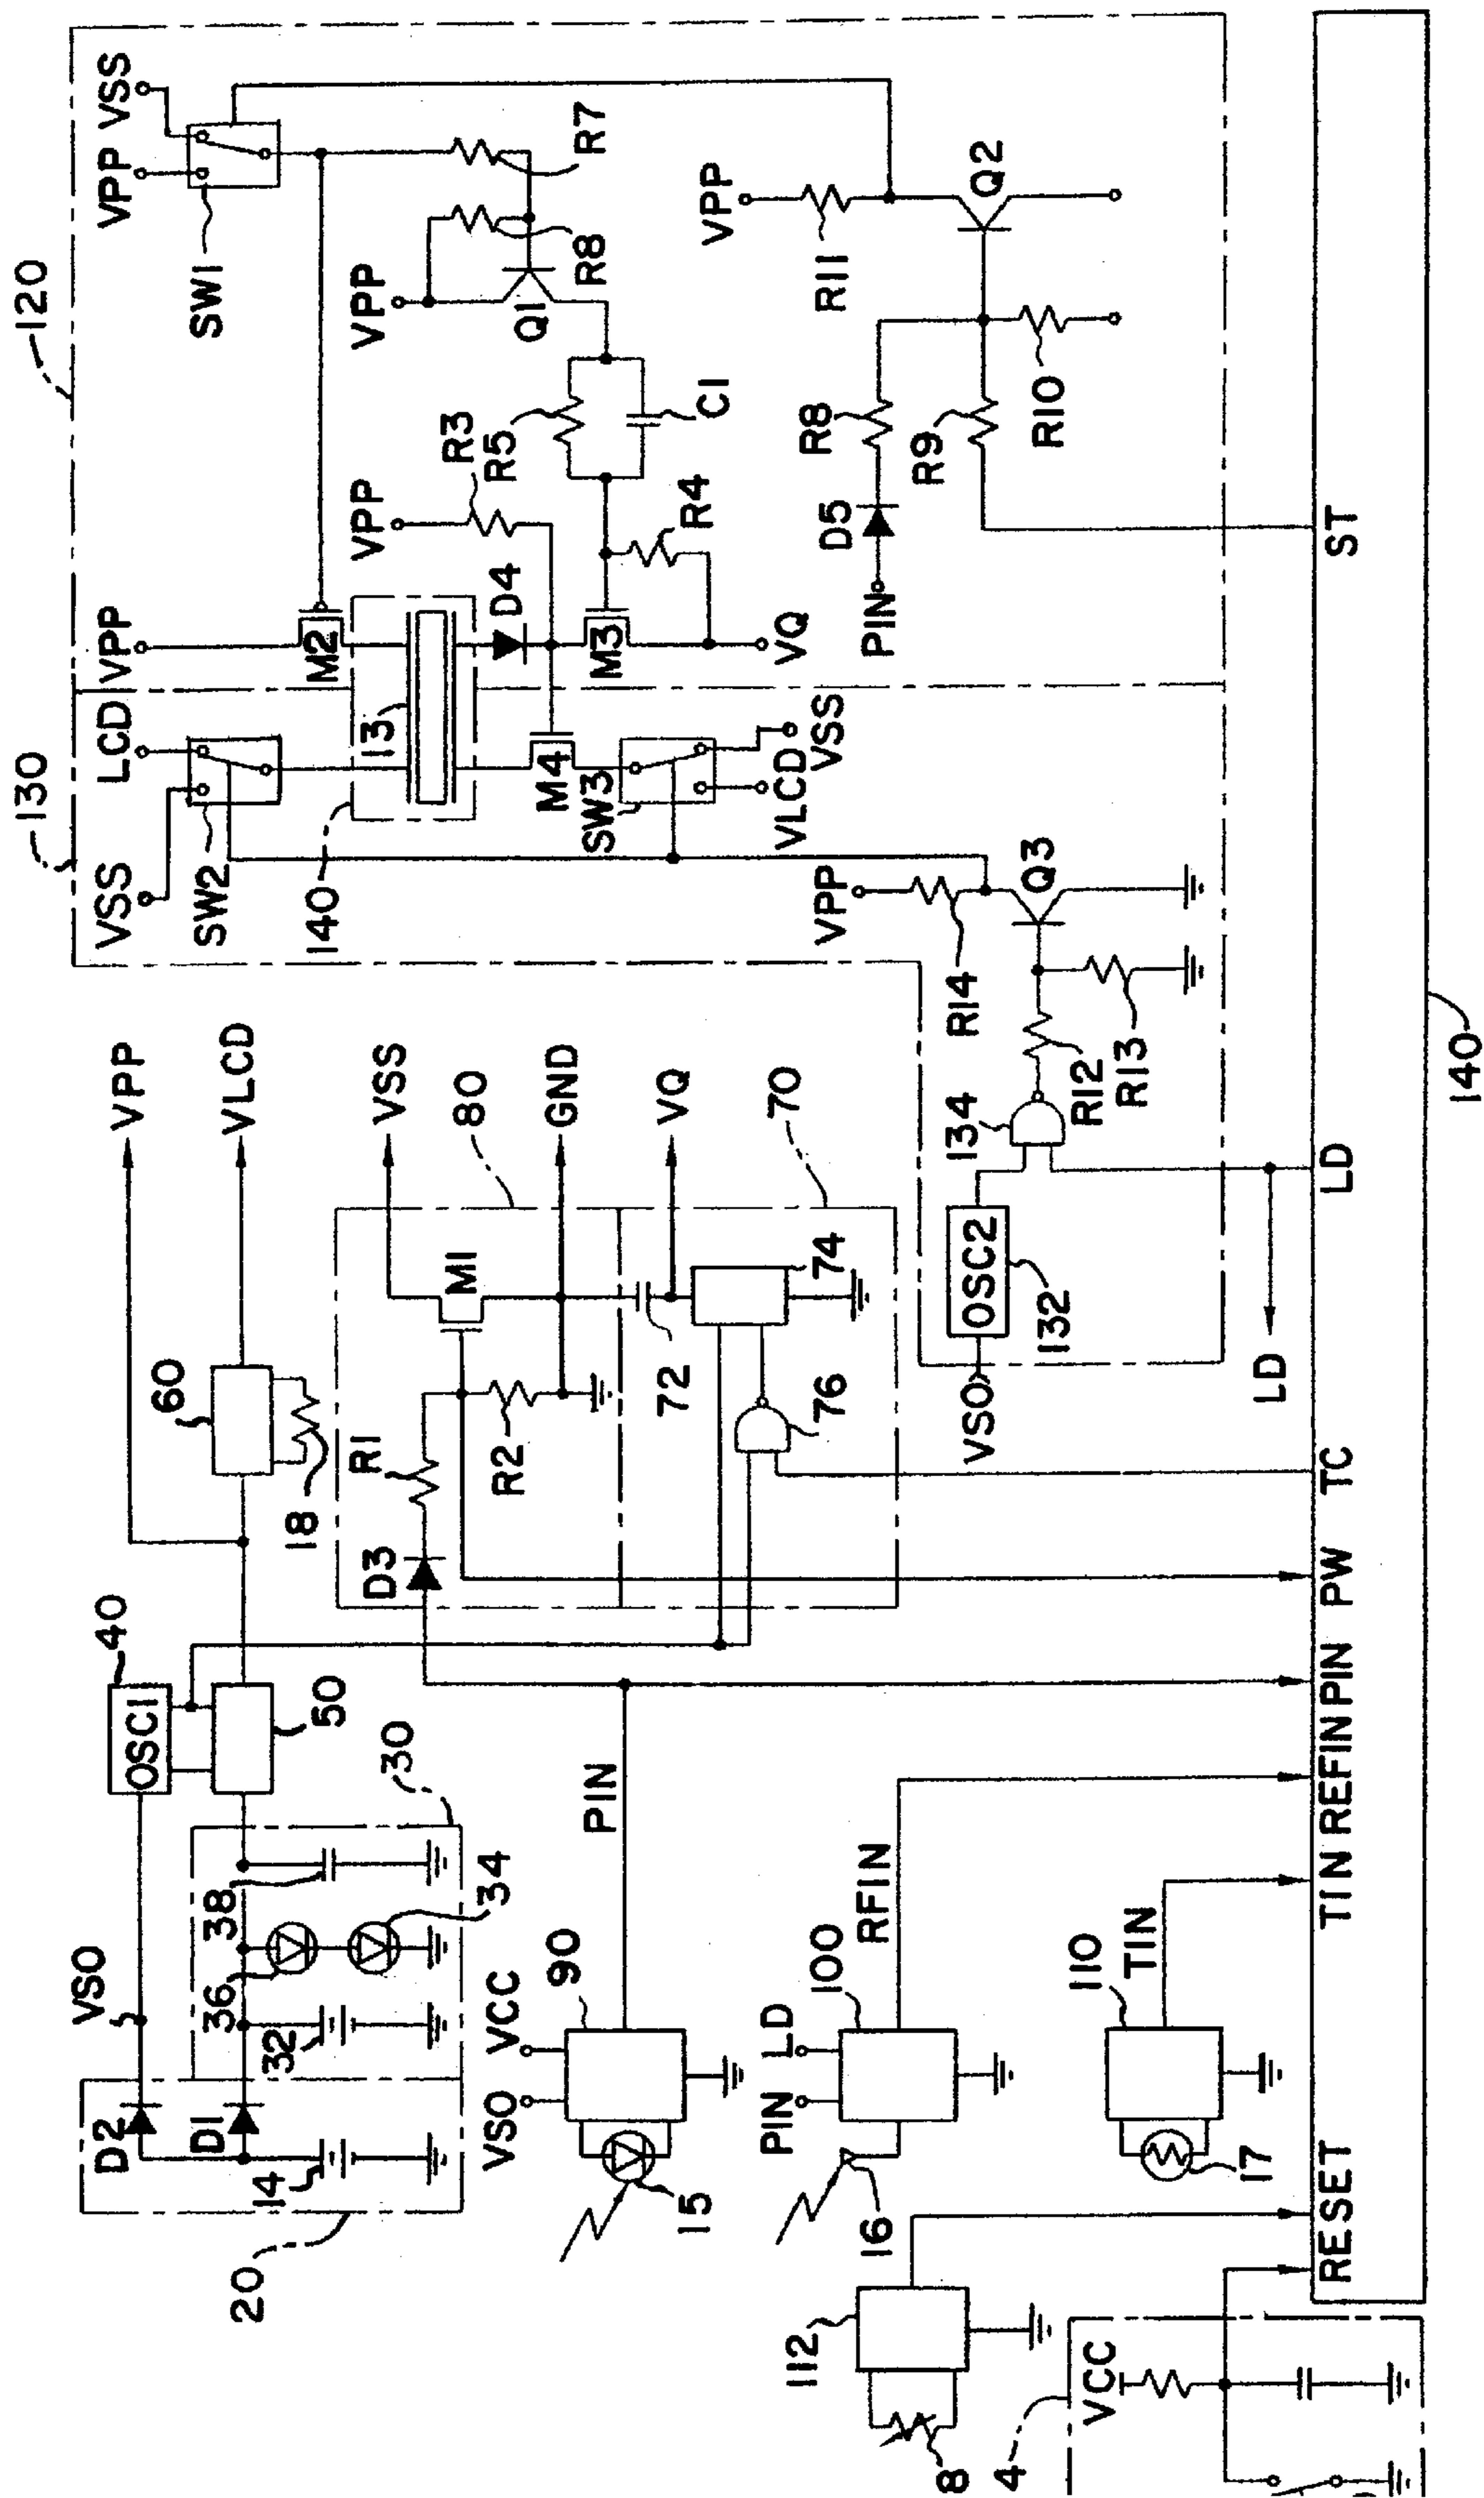 120
130
VPP
VSS
SW1
R7
R8
VPP
Q1
VPP
R11
Q2
R3
R5
C1
VPP
R4
R8
R9
R10
D5
PIN
ST
LCD
VPP
M2
13
D4
M3
VQ
VSS
SW2
140
M4
SW3
VLCD
VSS
VPP
R14
Q3
R12
R13
134
OSC2
132
VSO
LD
LD
140
VPP
VLCD
VSS
80
GND
VQ
70
60
18
M1
R1
R2
D3
72
74
76
TC
PW
40
OSC1
50
30
PIN
PIN
VSO
36
38
34
32
D2
D1
14
20
VCC
VSO
90
15
LD
PIN
100
RFIN
REFIN
16
110
TIN
TIN
17
RESET
112
8
4
VCC